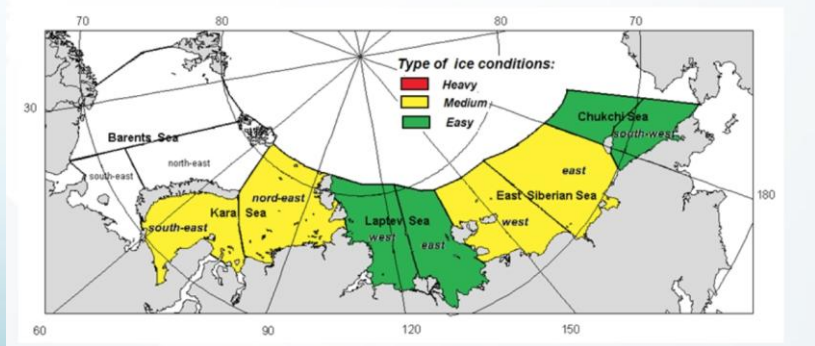 70
80
80
70
Type of ice conditions:
Heavy
Medium
Easy
30
Barents Sea
north-east
south-east
Chukchi Sea
south-west
east
East Siberian Sea
west
180
nord-east
Kara Sea
south-east
Laptev Sea
west
east
60
90
120
150